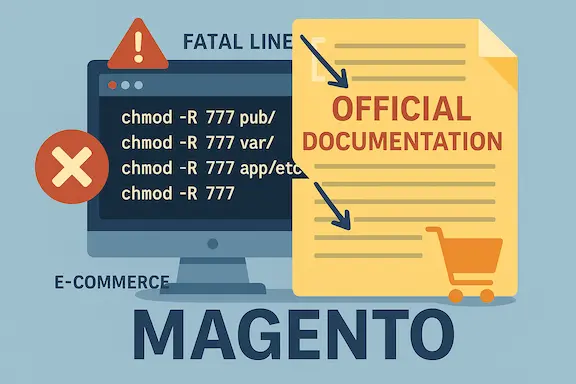 FATAL LINE
chmod -R 777 pub/
chmod -R 777 var/
chmod -R 777 app/etc
chmod -R 777
OFFICIAL
DOCUMENTATION
E-COMMERCE
MAGENTO